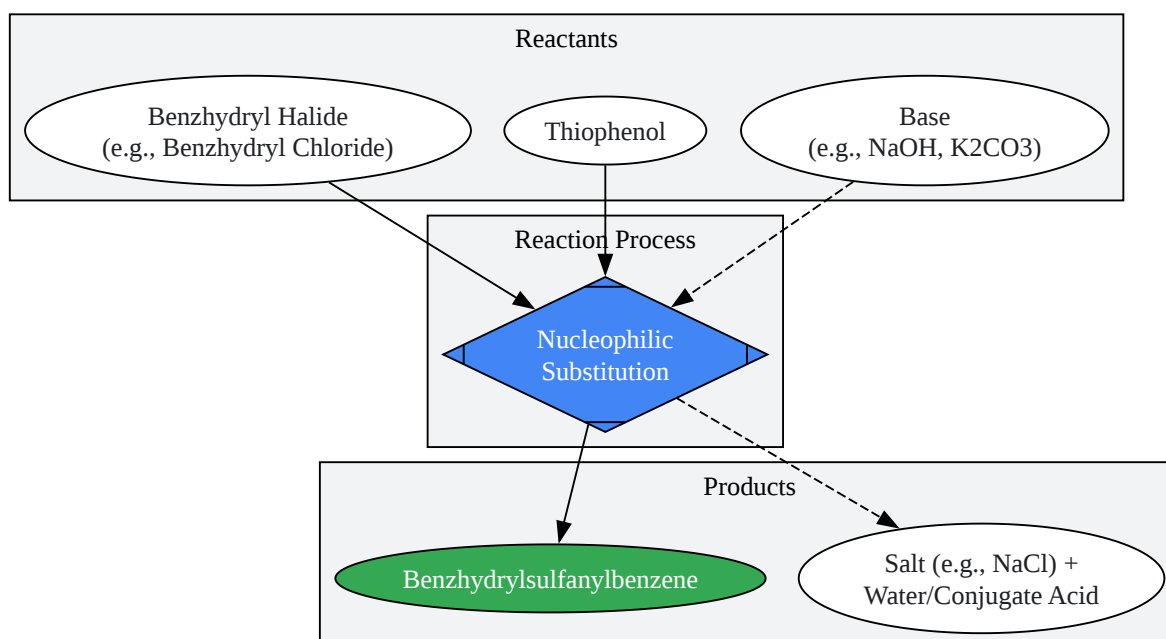 Reactants
Benzhydryl Halide
(e.g., Benzhydryl Chloride)
Thiophenol
Base
(e.g., NaOH, K2CO3)
Reaction Process
Nucleophilic
Substitution
Products
Benzhydrylsulfanylbenzene
Salt (e.g., NaCl) +
Water/Conjugate Acid